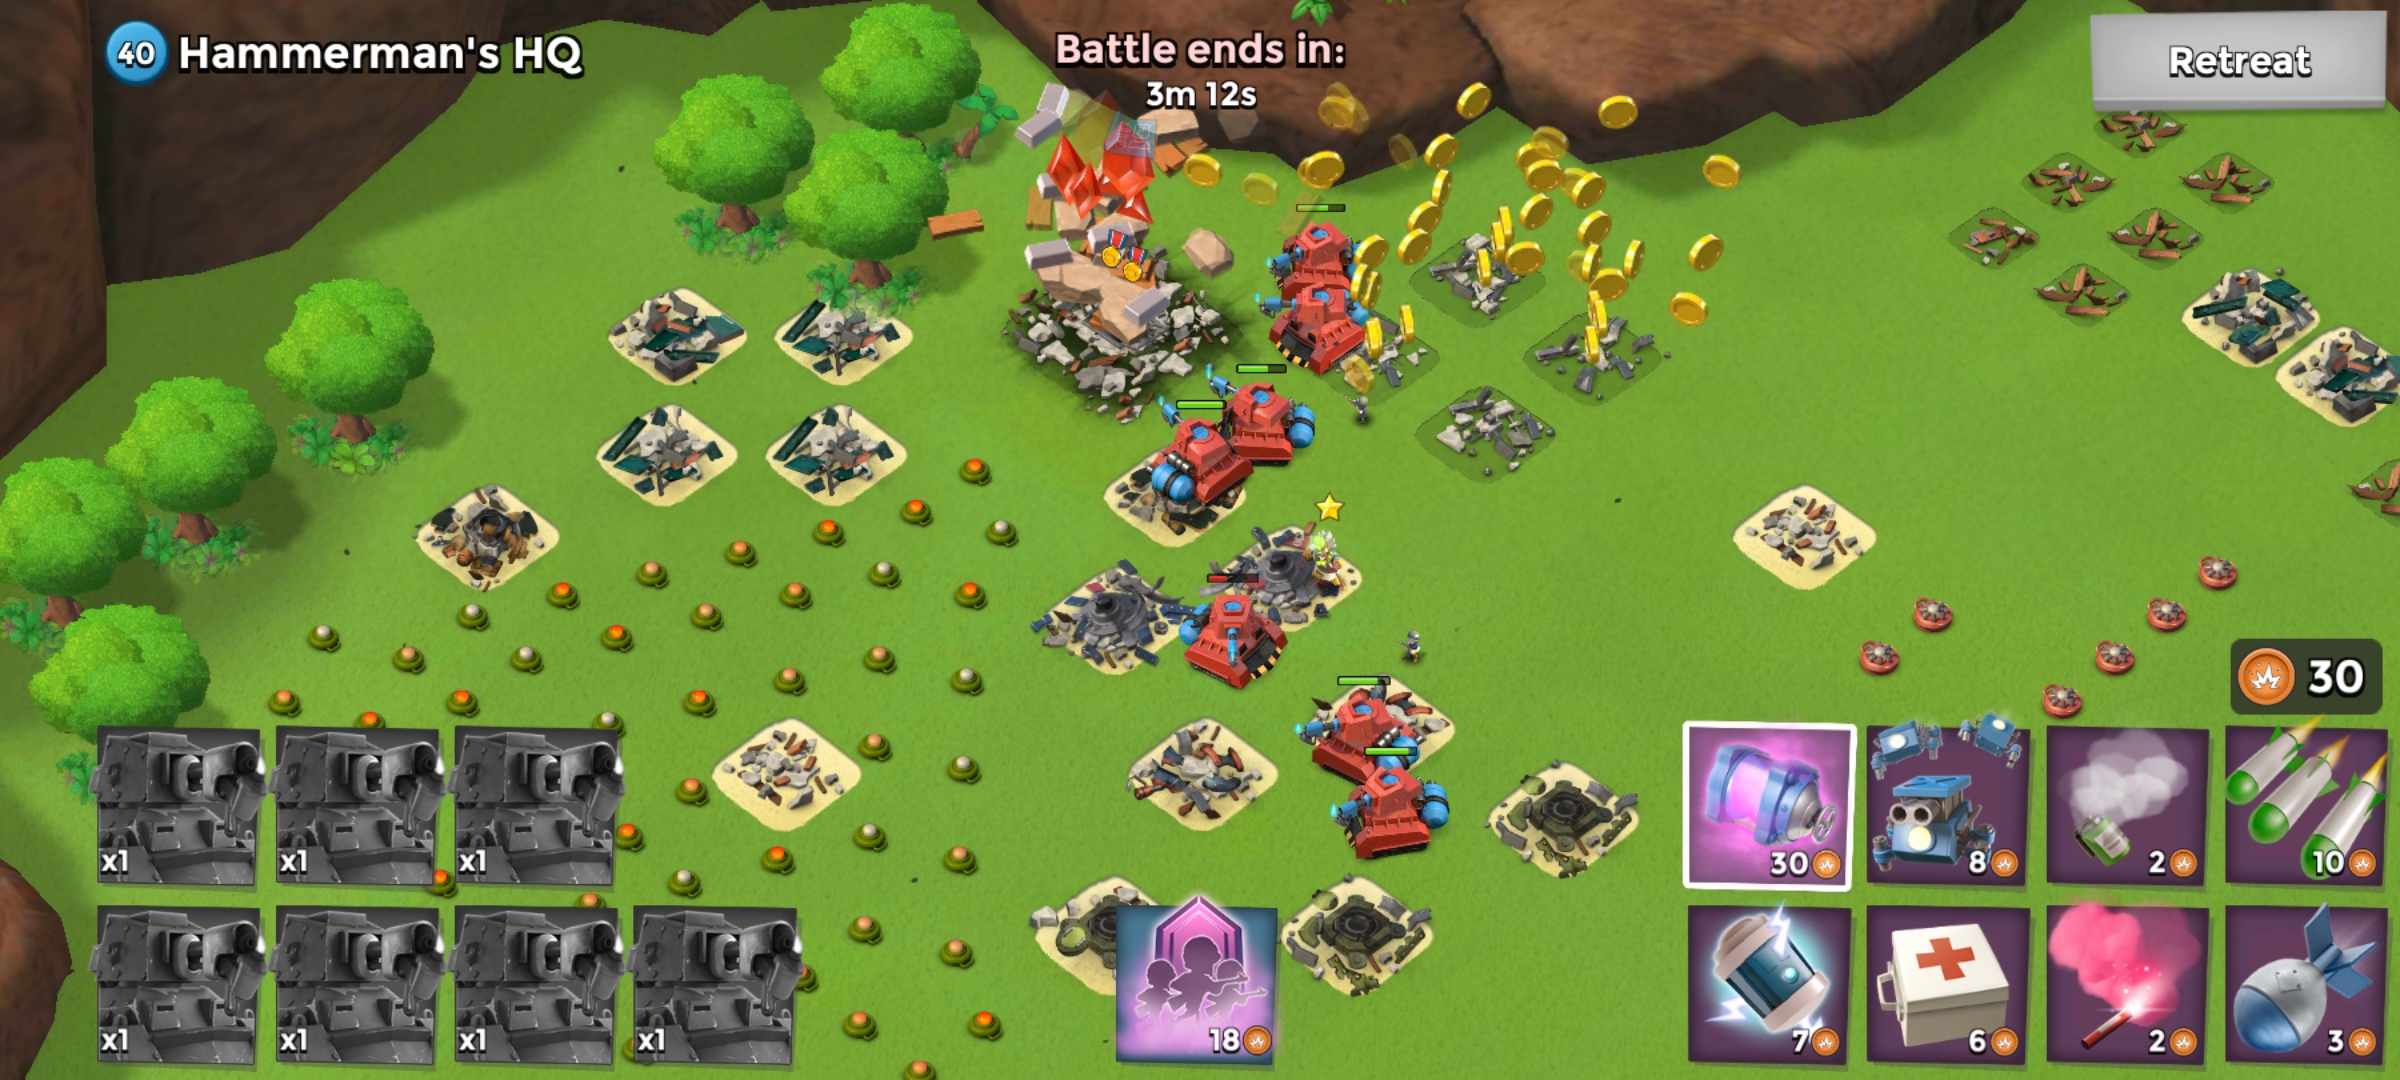 40 Hammerman's HQ
Battle ends in:
3m 12s
Retreat
30
x1 x1 x1
30 8 2 10
x1 x1 x1 x1
18
7 6 2 3